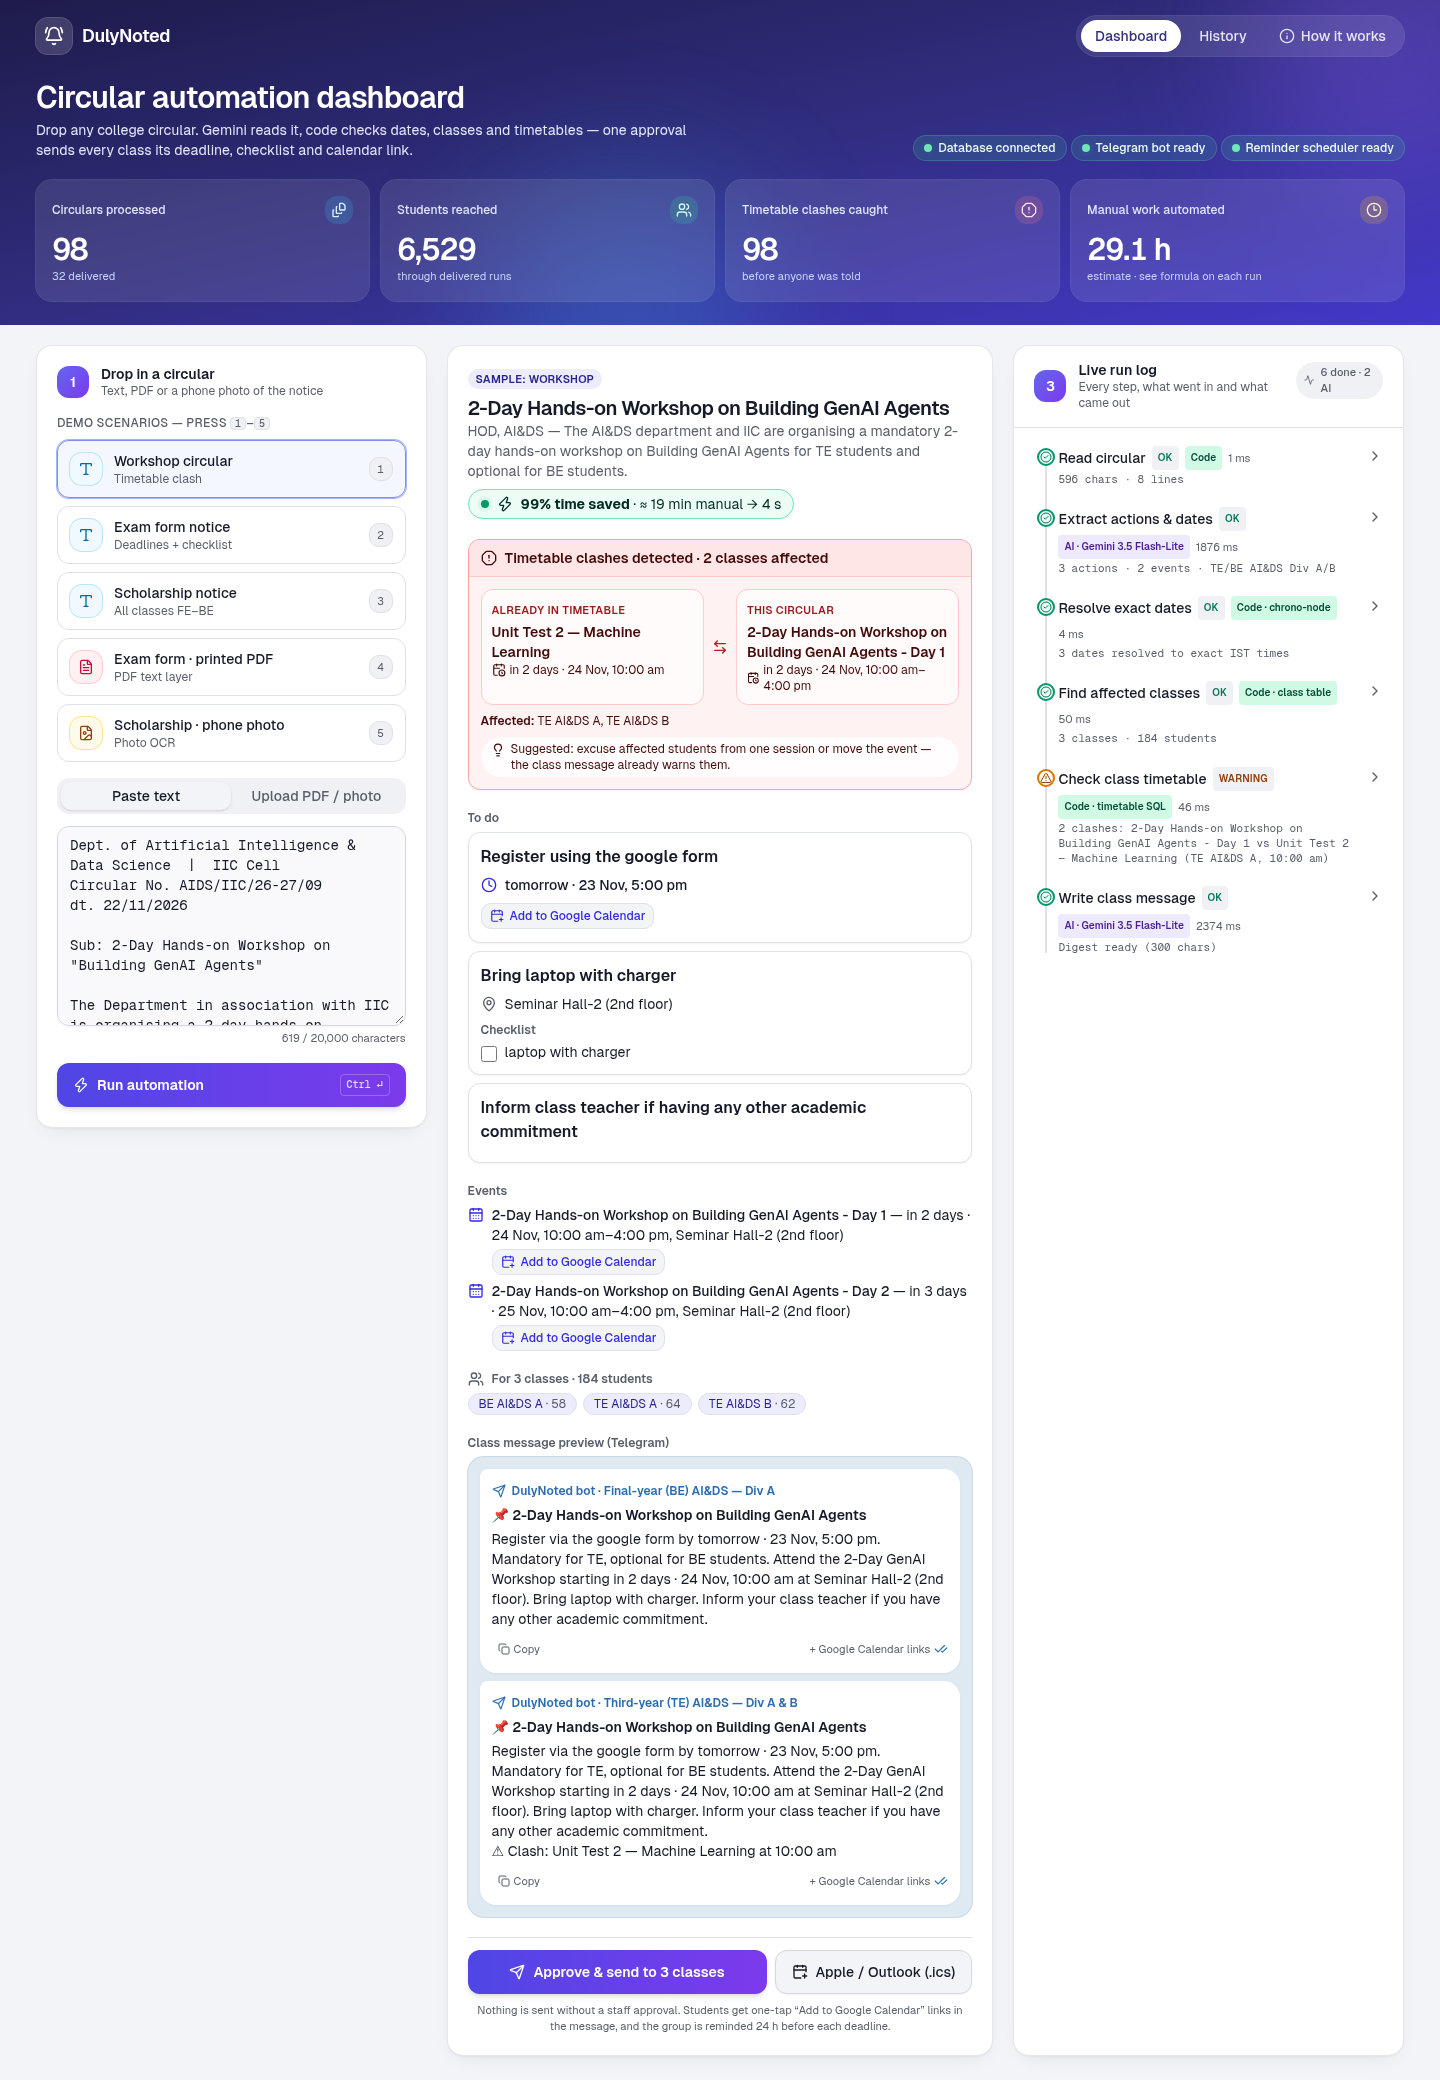 DulyNoted
Dashboard
History
How it works
Circular automation dashboard
Drop any college circular. Gemini reads it, code checks dates, classes and timetables — one approval
sends every class its deadline, checklist and calendar link.
Database connected
Telegram bot ready
Reminder scheduler ready
Circulars processed
98
32 delivered
Students reached
6,529
through delivered runs
Timetable clashes caught
98
before anyone was told
Manual work automated
29.1 h
estimate · see formula on each run
1
Drop in a circular
Text, PDF or a phone photo of the notice
DEMO SCENARIOS — PRESS 1–5
Workshop circular
Timetable clash
1
Exam form notice
Deadlines + checklist
2
Scholarship notice
All classes FE–BE
3
Exam form · printed PDF
PDF text layer
4
Scholarship · phone photo
Photo OCR
5
Paste text
Upload PDF / photo
Dept. of Artificial Intelligence &
Data Science | IIC Cell
Circular No. AIDS/IIC/26-27/09
dt. 22/11/2026
Sub: 2-Day Hands-on Workshop on
"Building GenAI Agents"
The Department in association with IIC
is organising a 2-day hands-on
619 / 20,000 characters
Run automation
Ctrl ↵
SAMPLE: WORKSHOP
2-Day Hands-on Workshop on Building GenAI Agents
HOD, AI&DS — The AI&DS department and IIC are organising a mandatory 2-
day hands-on workshop on Building GenAI Agents for TE students and
optional for BE students.
99% time saved · ≈ 19 min manual → 4 s
Timetable clashes detected · 2 classes affected
ALREADY IN TIMETABLE
Unit Test 2 — Machine
Learning
in 2 days · 24 Nov, 10:00 am
THIS CIRCULAR
2-Day Hands-on Workshop on
Building GenAI Agents - Day 1
in 2 days · 24 Nov, 10:00 am–
4:00 pm
Affected: TE AI&DS A, TE AI&DS B
Suggested: excuse affected students from one session or move the event —
the class message already warns them.
To do
Register using the google form
tomorrow · 23 Nov, 5:00 pm
Add to Google Calendar
Bring laptop with charger
Seminar Hall-2 (2nd floor)
Checklist
laptop with charger
Inform class teacher if having any other academic
commitment
Events
2-Day Hands-on Workshop on Building GenAI Agents - Day 1 — in 2 days ·
24 Nov, 10:00 am–4:00 pm, Seminar Hall-2 (2nd floor)
Add to Google Calendar
2-Day Hands-on Workshop on Building GenAI Agents - Day 2 — in 3 days
· 25 Nov, 10:00 am–4:00 pm, Seminar Hall-2 (2nd floor)
Add to Google Calendar
For 3 classes · 184 students
BE AI&DS A · 58
TE AI&DS A · 64
TE AI&DS B · 62
Class message preview (Telegram)
DulyNoted bot · Final-year (BE) AI&DS — Div A
📌 2-Day Hands-on Workshop on Building GenAI Agents
Register via the google form by tomorrow · 23 Nov, 5:00 pm.
Mandatory for TE, optional for BE students. Attend the 2-Day GenAI
Workshop starting in 2 days · 24 Nov, 10:00 am at Seminar Hall-2 (2nd
floor). Bring laptop with charger. Inform your class teacher if you have
any other academic commitment.
Copy
+ Google Calendar links
DulyNoted bot · Third-year (TE) AI&DS — Div A & B
📌 2-Day Hands-on Workshop on Building GenAI Agents
Register via the google form by tomorrow · 23 Nov, 5:00 pm.
Mandatory for TE, optional for BE students. Attend the 2-Day GenAI
Workshop starting in 2 days · 24 Nov, 10:00 am at Seminar Hall-2 (2nd
floor). Bring laptop with charger. Inform your class teacher if you have
any other academic commitment.
⚠ Clash: Unit Test 2 — Machine Learning at 10:00 am
Copy
+ Google Calendar links
Approve & send to 3 classes
Apple / Outlook (.ics)
Nothing is sent without a staff approval. Students get one-tap “Add to Google Calendar” links in
the message, and the group is reminded 24 h before each deadline.
3
Live run log
Every step, what went in and what
came out
6 done · 2
AI
Read circular OK Code 1 ms
596 chars · 8 lines
Extract actions & dates OK
AI · Gemini 3.5 Flash-Lite 1876 ms
3 actions · 2 events · TE/BE AI&DS Div A/B
Resolve exact dates OK Code · chrono-node
4 ms
3 dates resolved to exact IST times
Find affected classes OK Code · class table
50 ms
3 classes · 184 students
Check class timetable WARNING
Code · timetable SQL 46 ms
2 clashes: 2-Day Hands-on Workshop on
Building GenAI Agents - Day 1 vs Unit Test 2
— Machine Learning (TE AI&DS A, 10:00 am)
Write class message OK
AI · Gemini 3.5 Flash-Lite 2374 ms
Digest ready (300 chars)